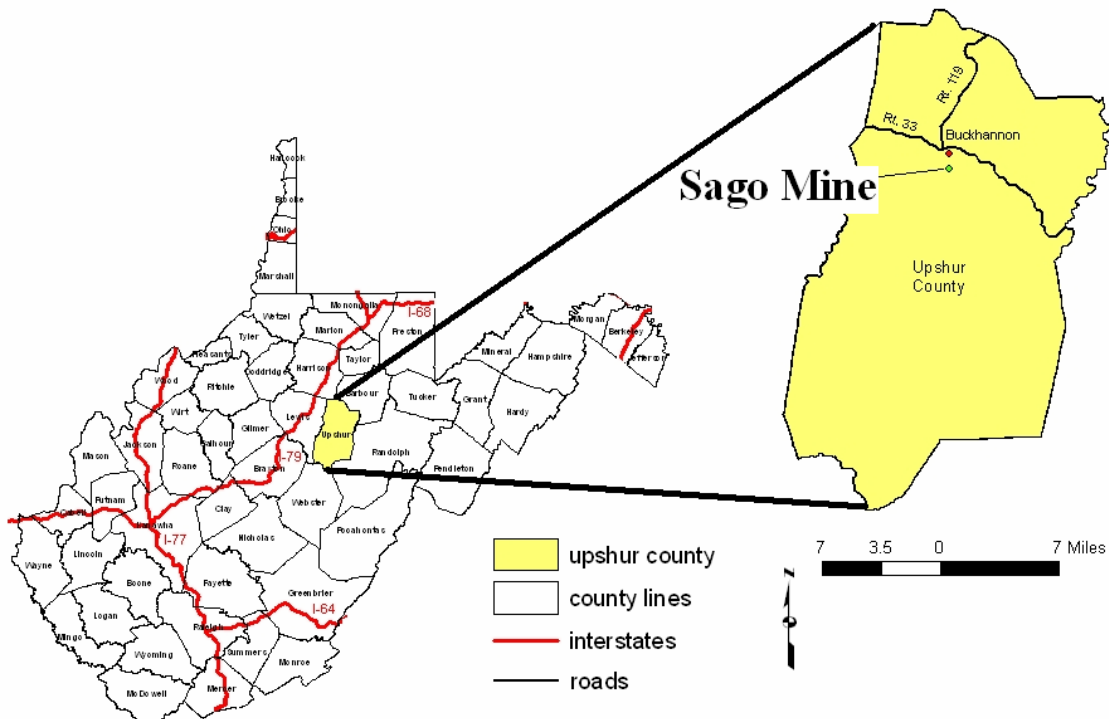 Hancock
Brooke
Ohio
Marshall
Wetzel
Monongalia
I-68
Marion
Preston
Tyler
Taylor
Pleasants
Doddridge
Harrison
Wood
Ritchie
Wirt
Lewis
Barbour
Tucker
Mineral
Hampshire
Morgan
Berkeley
Jefferson
Grant
Hardy
Gilmer
Upshur
Jackson
Calhoun
Mason
Roane
Braxton
I-79
Randolph
Pendleton
Putnam
Clay
Webster
Cabell
Kanawha
I-77
Nicholas
Pocahontas
Lincoln
Wayne
Boone
Fayette
Greenbrier
I-64
Logan
Mingo
Raleigh
Wyoming
Summers
Monroe
McDowell
Mercer
Rt. 119
Rt. 33
Buckhannon
Sago Mine
Upshur
County
7 3.5 0 7 Miles
upshur county
county lines
interstates
roads